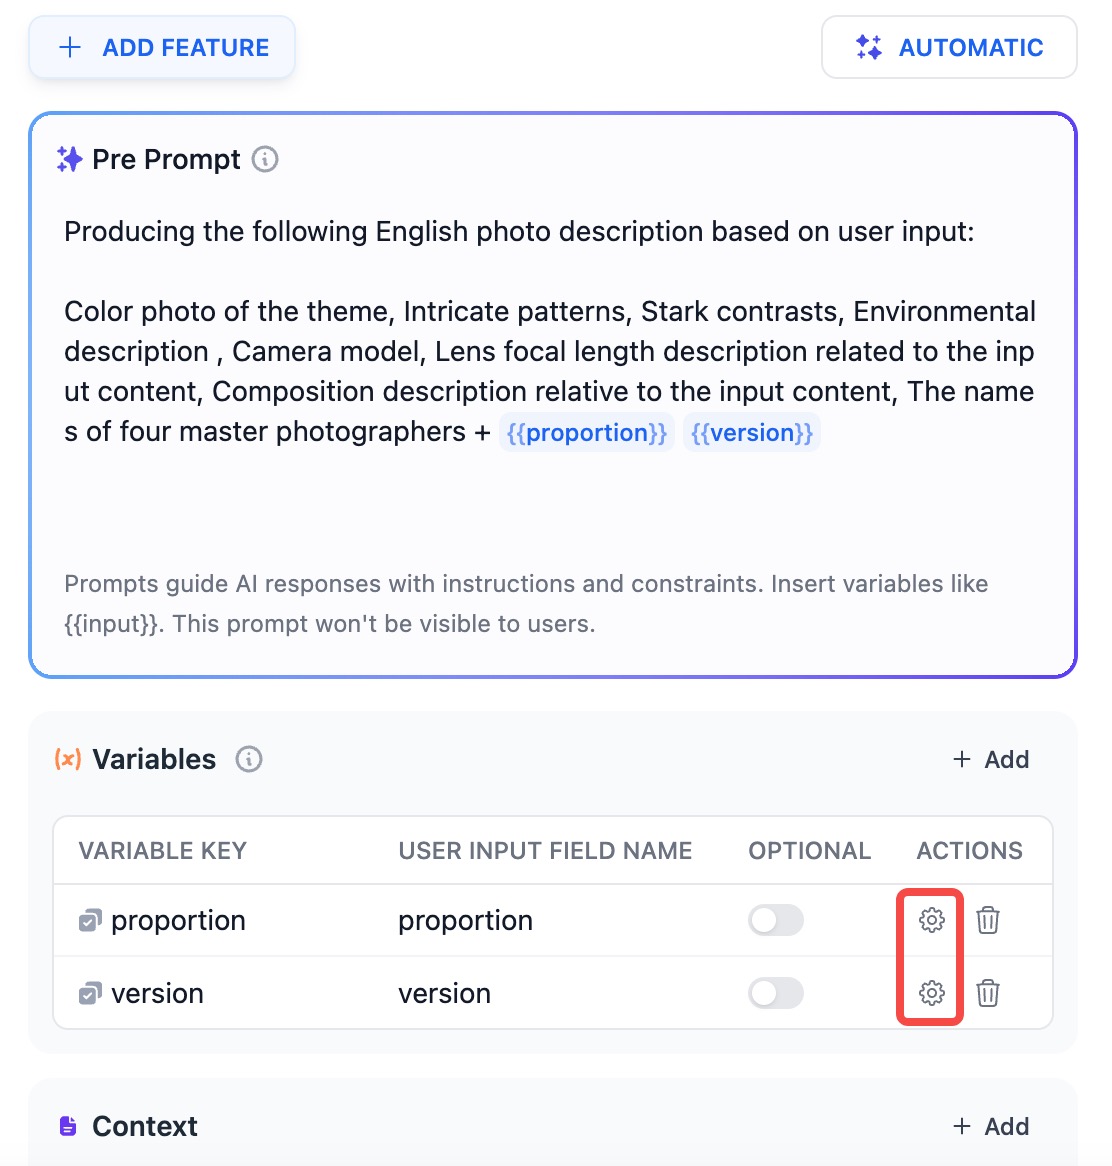 + ADD FEATURE
AUTOMATIC
Pre Prompt
Producing the following English photo description based on user input:
Color photo of the theme, Intricate patterns, Stark contrasts, Environmental
description , Camera model, Lens focal length description related to the inp
ut content, Composition description relative to the input content, The name
s of four master photographers + {{proportion}} {{version}}
Prompts guide AI responses with instructions and constraints. Insert variables like
{{input}}. This prompt won't be visible to users.
(x) Variables
+ Add
VARIABLE KEY USER INPUT FIELD NAME OPTIONAL ACTIONS
proportion proportion
version version
Context
+ Add